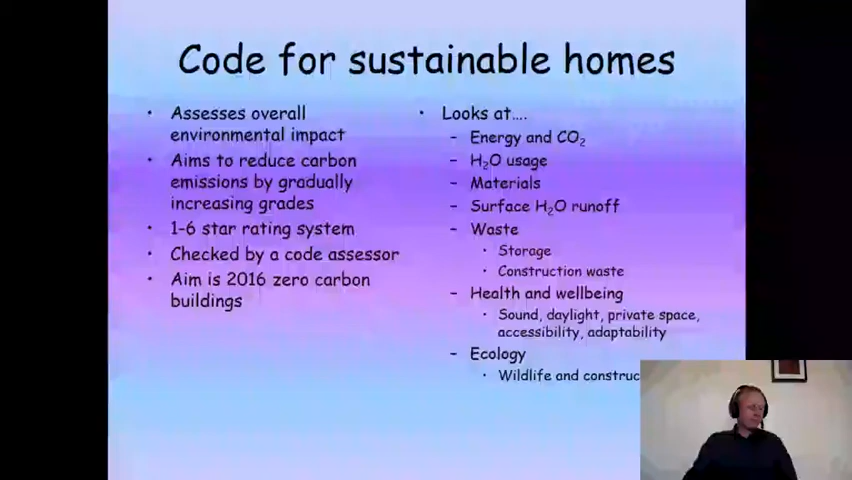 Code for sustainable homes
• Assesses overall
environmental impact
• Aims to reduce carbon
emissions by gradually
increasing grades
• 1-6 star rating system
• Checked by a code assessor
• Aim is 2016 zero carbon
buildings
• Looks at....
– Energy and CO₂
– H₂O usage
– Materials
– Surface H₂O runoff
– Waste
• Storage
• Construction waste
– Health and wellbeing
• Sound, daylight, private space,
accessibility, adaptability
– Ecology
• Wildlife and construc